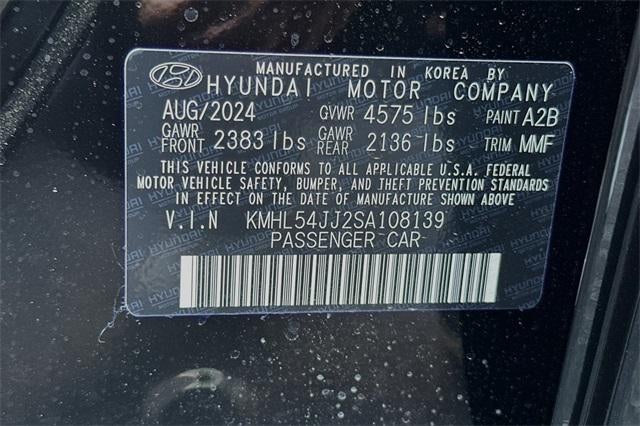 MANUFACTURED IN KOREA BY
HYUNDAI MOTOR COMPANY
AUG/2024 GVWR 4575 lbs PAINT A2B
GAWR FRONT 2383 lbs GAWR REAR 2136 lbs TRIM MMF
THIS VEHICLE CONFORMS TO ALL APPLICABLE U.S.A. FEDERAL
MOTOR VEHICLE SAFETY, BUMPER, AND THEFT PREVENTION STANDARDS
IN EFFECT ON THE DATE OF MANUFACTURE SHOWN ABOVE
V.I.N KMHL54JJ2SA108139
PASSENGER CAR